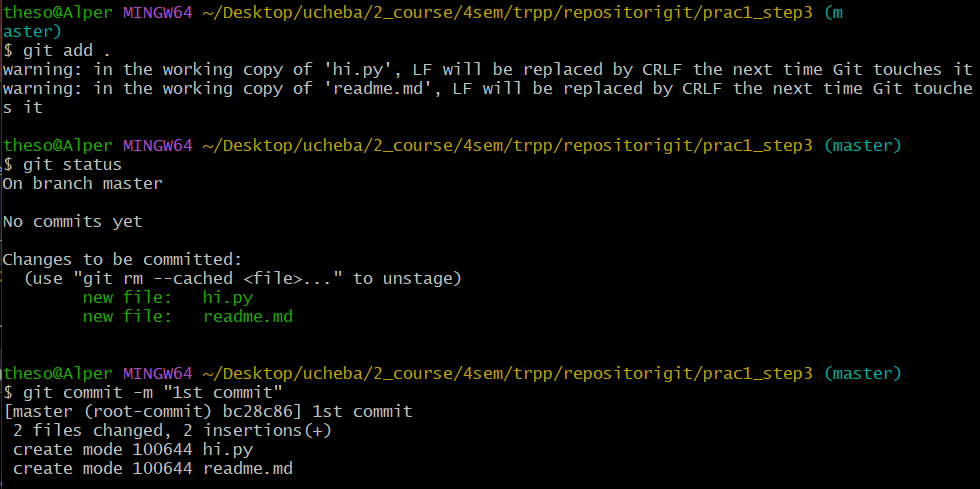 theso@Alper MINGW64 ~/Desktop/ucheba/2_course/4sem/trpp/repositorigit/prac1_step3 (m
aster)
$ git add .
warning: in the working copy of 'hi.py', LF will be replaced by CRLF the next time Git touches it
warning: in the working copy of 'readme.md', LF will be replaced by CRLF the next time Git touche
s it

theso@Alper MINGW64 ~/Desktop/ucheba/2_course/4sem/trpp/repositorigit/prac1_step3 (master)
$ git status
On branch master

No commits yet

Changes to be committed:
  (use "git rm --cached <file>..." to unstage)
        new file:   hi.py
        new file:   readme.md

theso@Alper MINGW64 ~/Desktop/ucheba/2_course/4sem/trpp/repositorigit/prac1_step3 (master)
$ git commit -m "1st commit"
[master (root-commit) bc28c86] 1st commit
 2 files changed, 2 insertions(+)
 create mode 100644 hi.py
 create mode 100644 readme.md